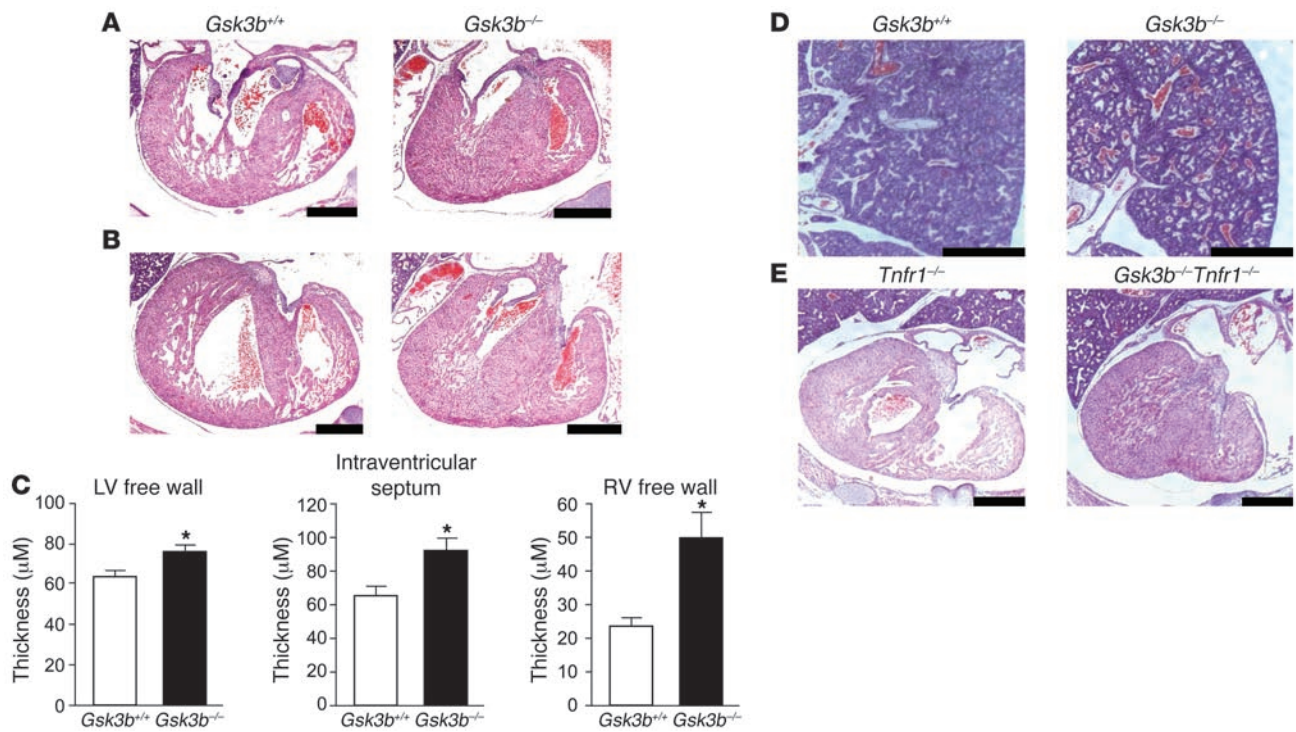 A
Gsk3b+/+
Gsk3b–/–
B
C
LV free wall
Thickness (μM)
100
80
60
40
20
0
Gsk3b+/+
Gsk3b–/–
Intraventricular
septum
Thickness (μM)
120
100
80
60
40
20
0
Gsk3b+/+
Gsk3b–/–
RV free wall
Thickness (μM)
60
50
40
30
20
10
0
Gsk3b+/+
Gsk3b–/–
*
*
*
D
Gsk3b+/+
Gsk3b–/–
E
Tnfr1–/–
Gsk3b–/–Tnfr1–/–